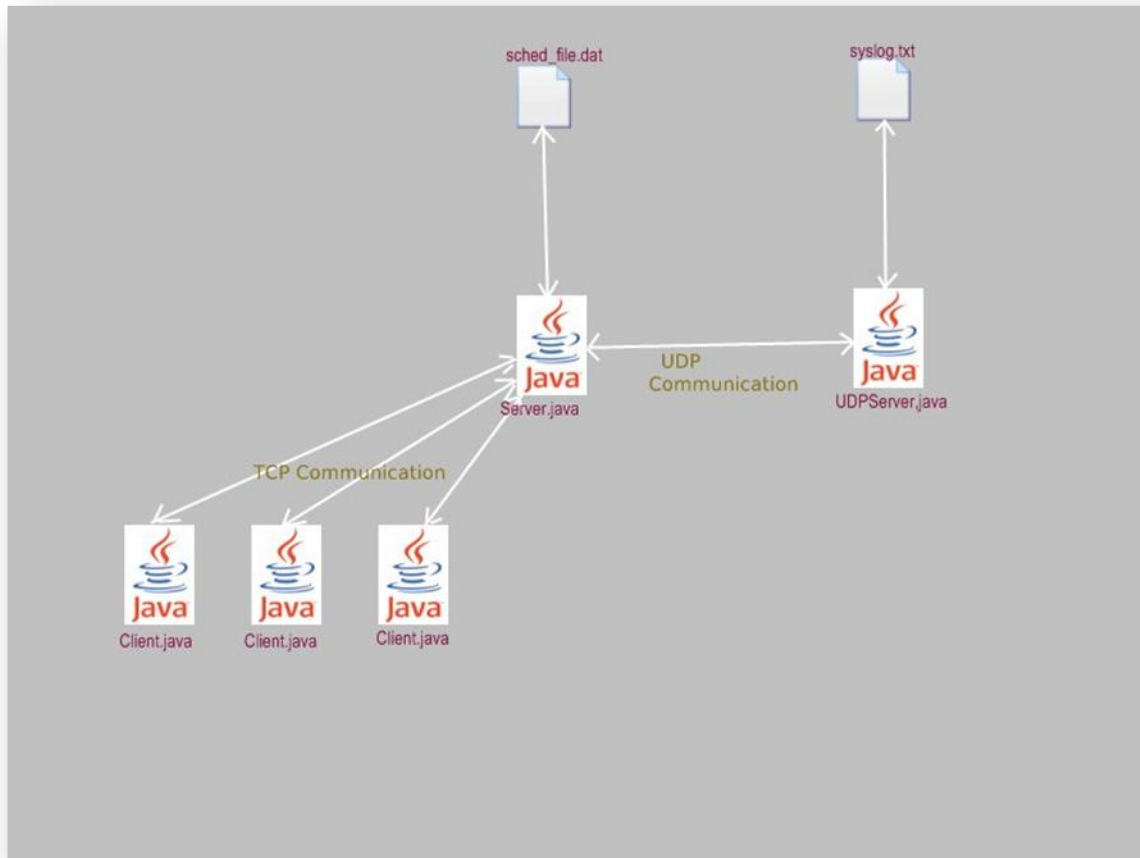 sched_file.dat
syslog.txt
Java
Java
Server.java
UDPServer,java
UDP
Communication
TCP Communication
Java
Java
Java
Client.java
Client.java
Client.java